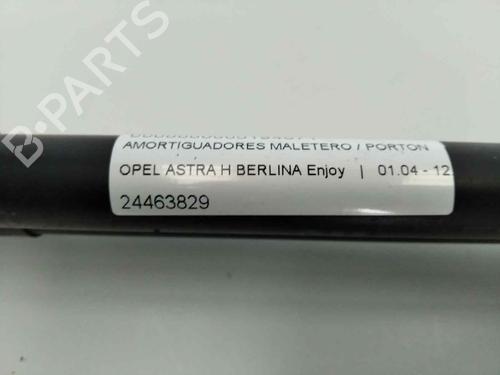 AMORTIGUADORES MALETERO / PORTON
OPEL ASTRA H BERLINA Enjoy | 01.04 - 12
24463829
B-PARTS